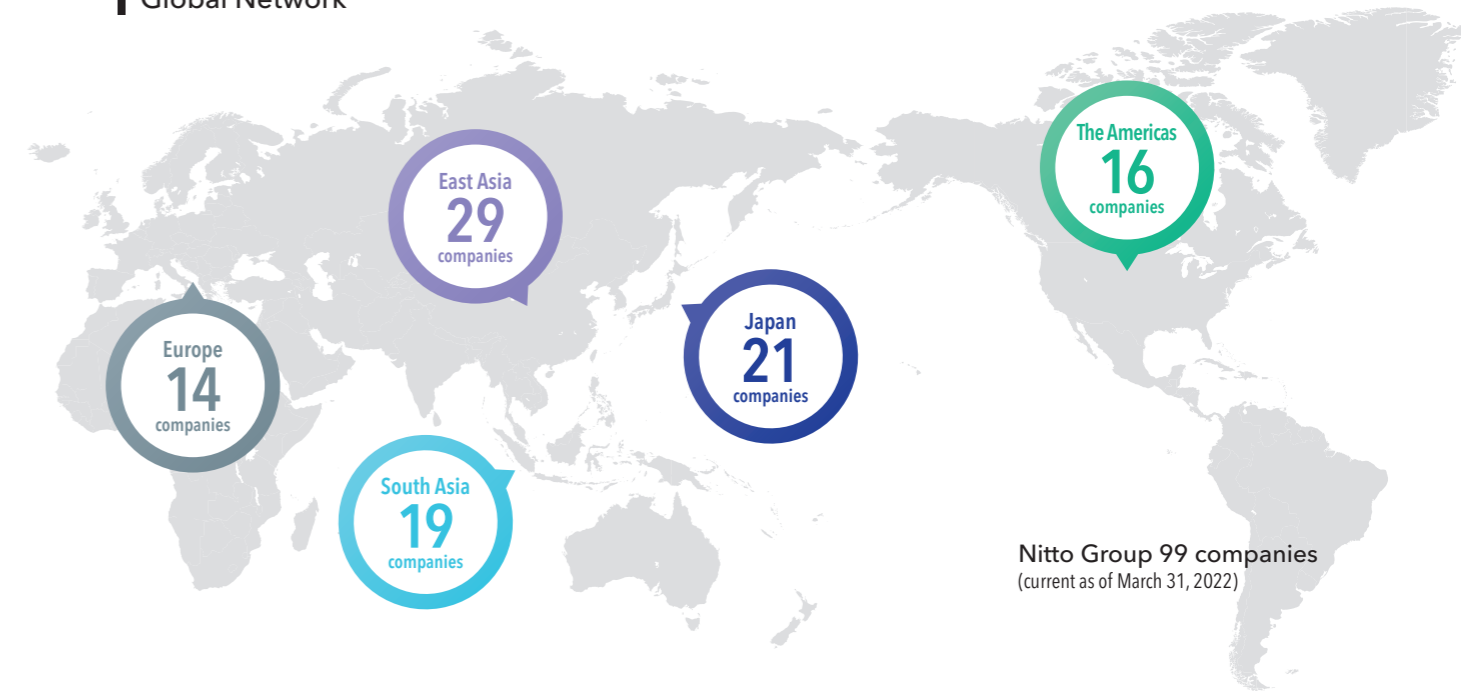 Global Network
The Americas
16
companies
East Asia
29
companies
Japan
21
companies
Europe
14
companies
South Asia
19
companies
Nitto Group 99 companies
(current as of March 31, 2022)